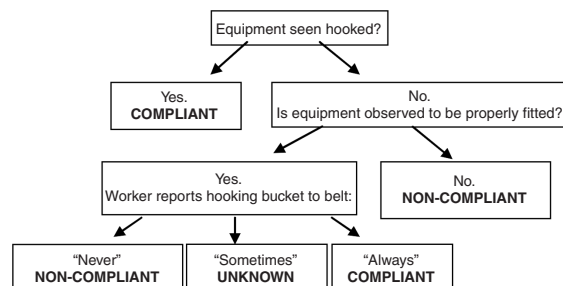 Equipment seen hooked?
Yes.
COMPLIANT
No.
Is equipment observed to be properly fitted?
Yes.
Worker reports hooking bucket to belt:
No.
NON-COMPLIANT
“Never”
NON-COMPLIANT
“Sometimes”
UNKNOWN
“Always”
COMPLIANT